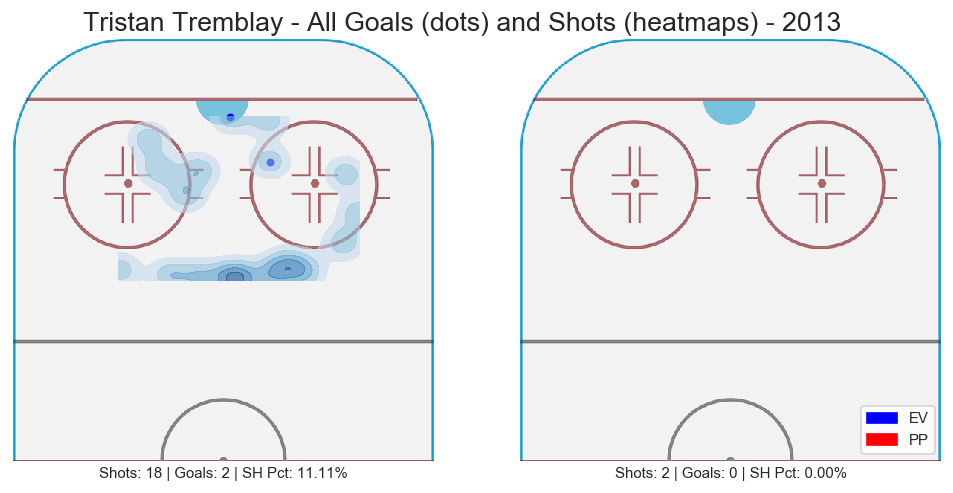 Tristan Tremblay - All Goals (dots) and Shots (heatmaps) - 2013
EV
PP
Shots: 18 | Goals: 2 | SH Pct: 11.11%
Shots: 2 | Goals: 0 | SH Pct: 0.00%